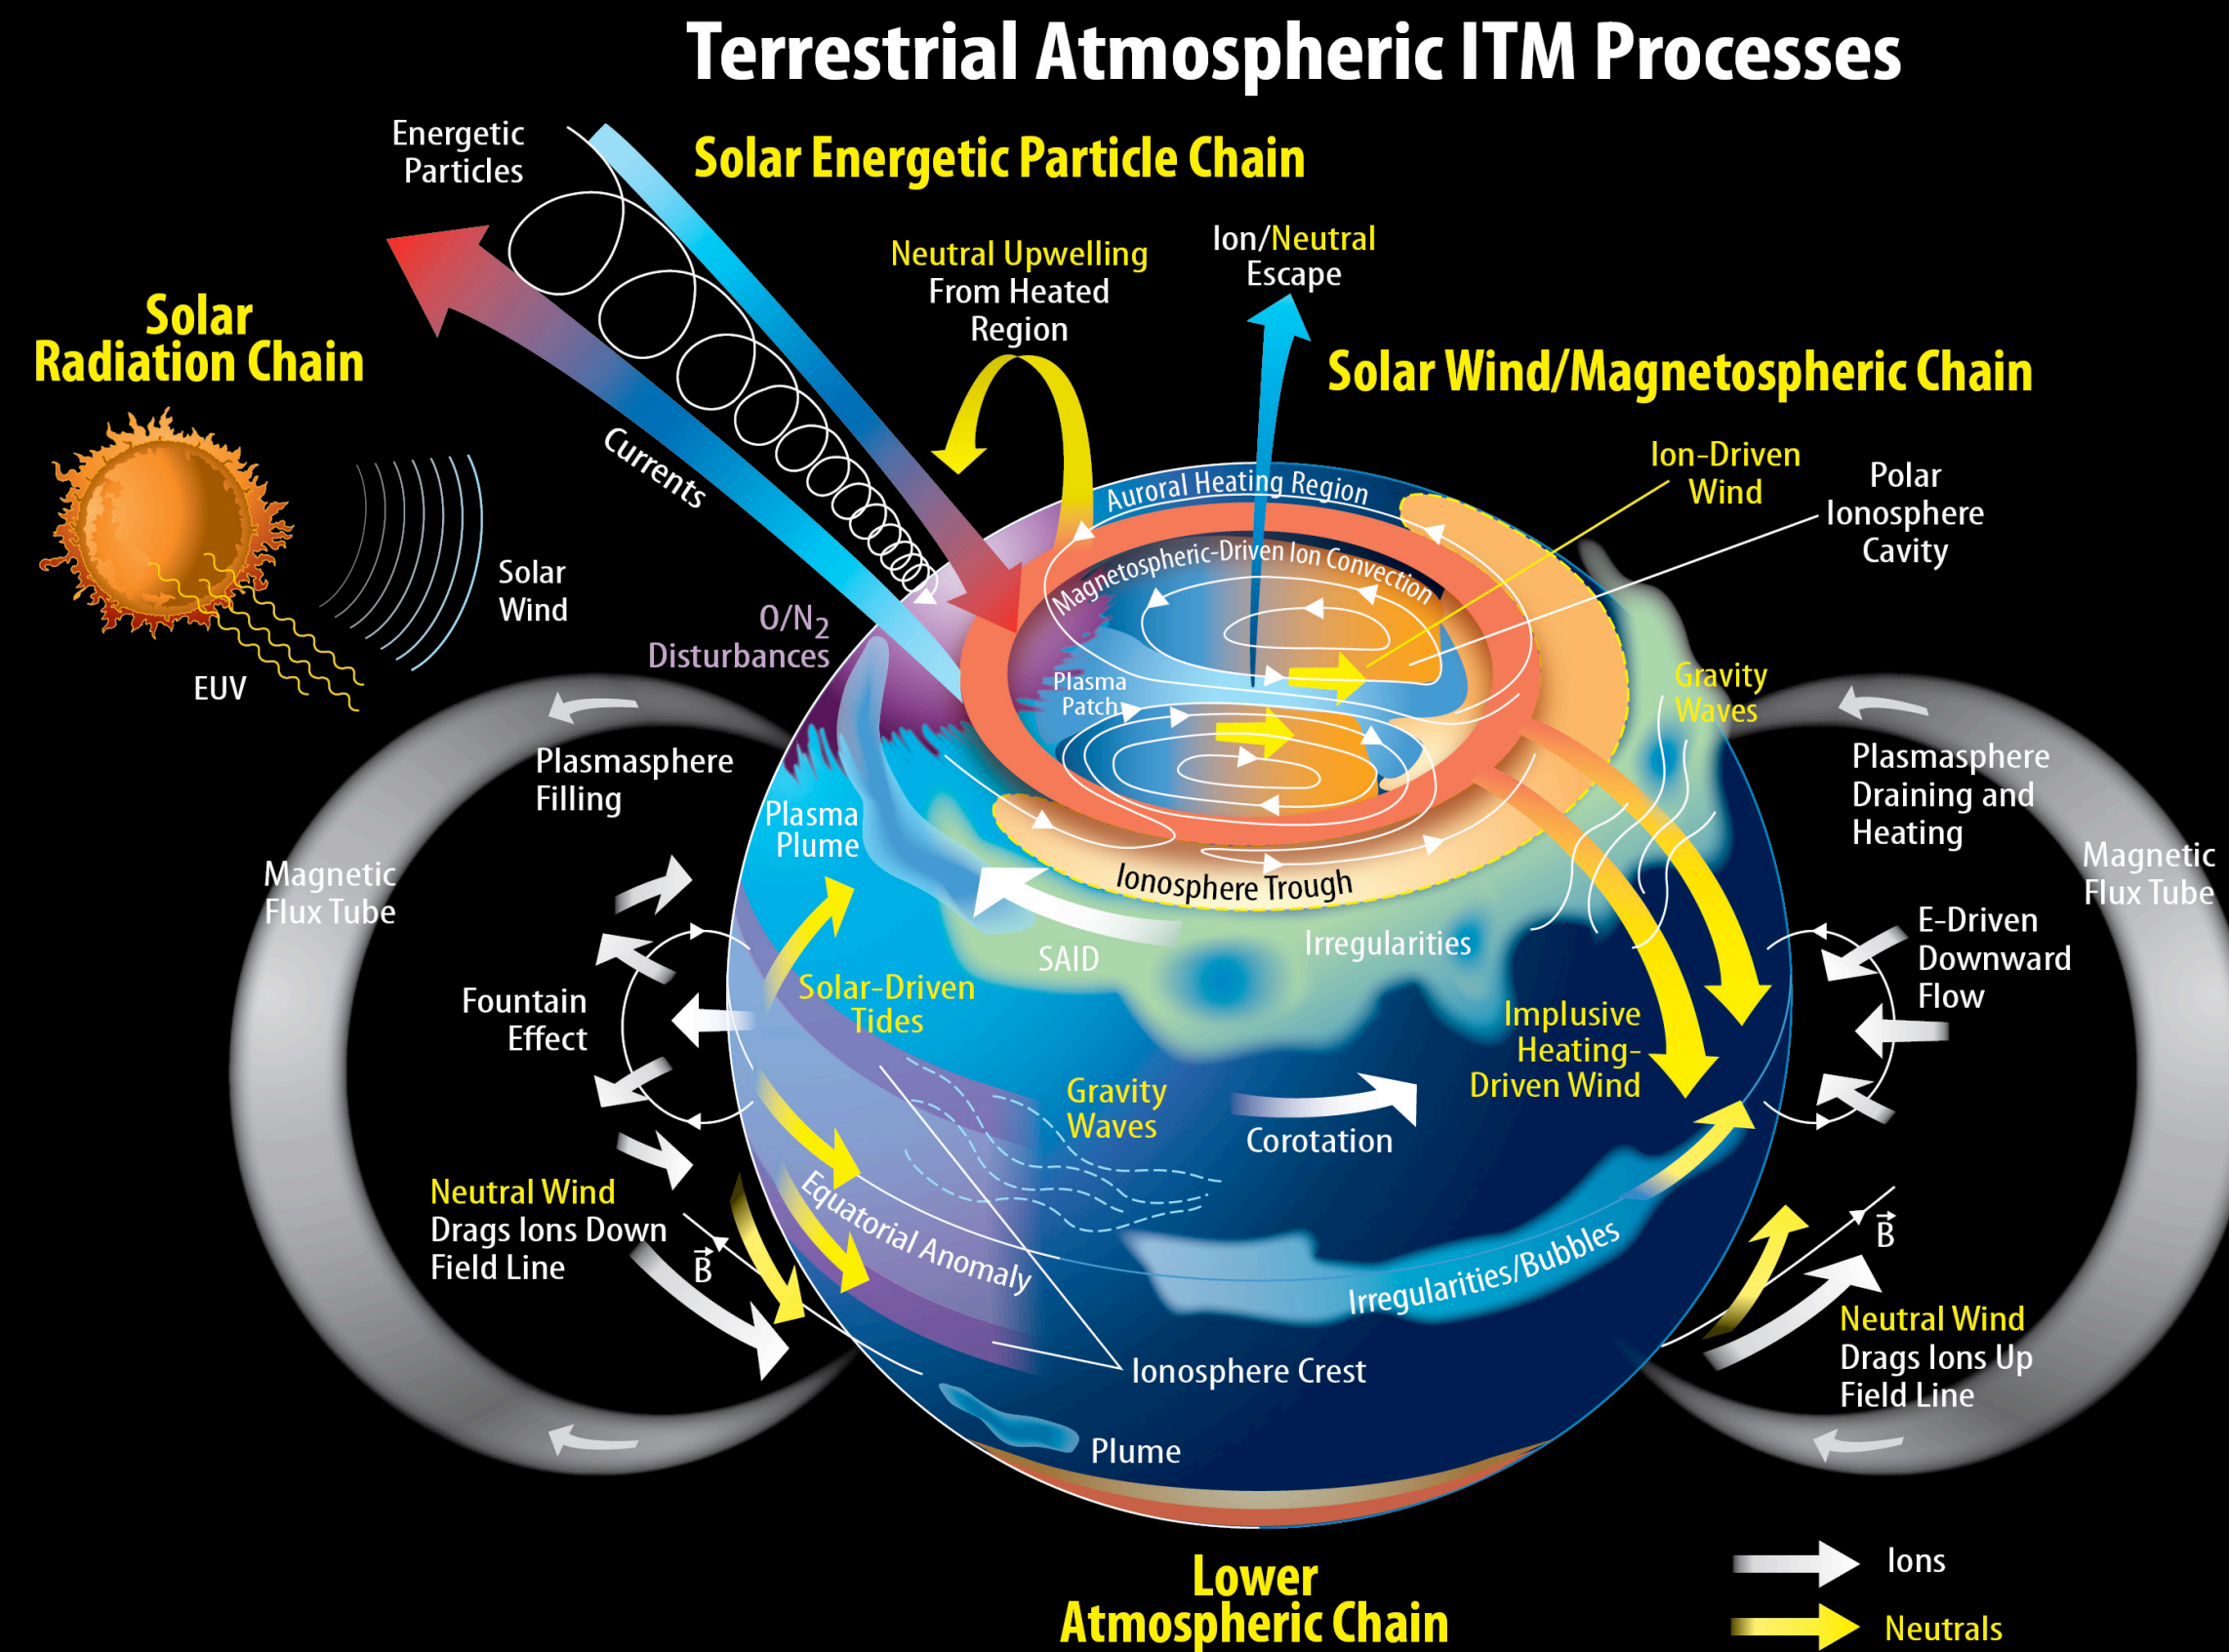 Terrestrial Atmospheric ITM Processes
Energetic
Particles
Solar Energetic Particle Chain
Neutral Upwelling
From Heated
Region
Ion/Neutral
Escape
Solar
Radiation Chain
Solar Wind/Magnetospheric Chain
Currents
Ion-Driven
Wind
Polar
Ionosphere
Cavity
Auroral Heating Region
Magnetospheric-Driven Ion Convection
Solar
Wind
EUV
O/N2
Disturbances
Plasma
Patch
Gravity
Waves
Plasmasphere
Filling
Plasma
Plume
Plasmasphere
Draining and
Heating
Magnetic
Flux Tube
Magnetic
Flux Tube
Ionosphere Trough
SAID
Irregularities
E-Driven
Downward
Flow
Fountain
Effect
Solar-Driven
Tides
Implusive
Heating-
Driven Wind
Gravity
Waves
Corotation
Neutral Wind
Drags Ions Down
Field Line
B⃗
Equatorial Anomaly
Irregularities/Bubbles
B⃗
Neutral Wind
Drags Ions Up
Field Line
Ionosphere Crest
Plume
Lower
Atmospheric Chain
Ions
Neutrals